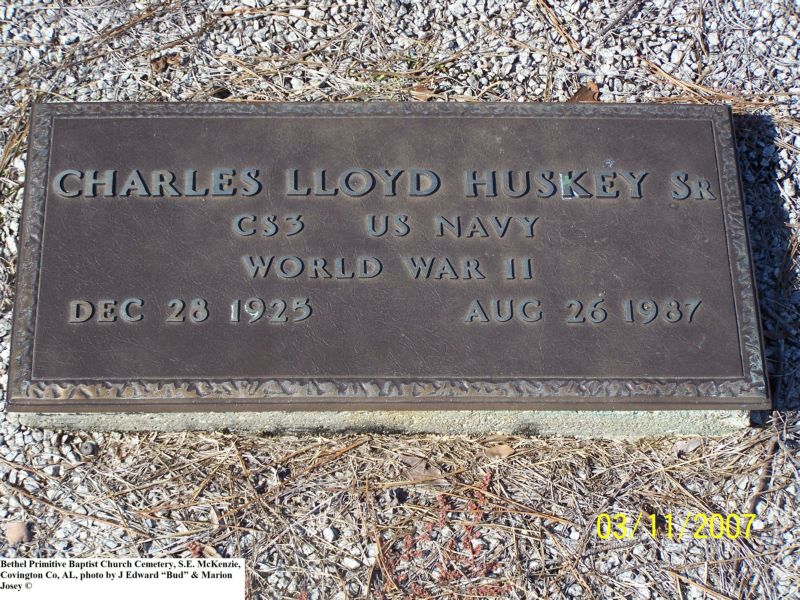 CHARLES LLOYD HUSKEY SR
CS3 US NAVY
WORLD WAR II
DEC 28 1925 AUG 26 1987
03/11/2007
Bethel Primitive Baptist Church Cemetery, S.E. McKenzie,
Covington Co, AL, photo by J Edward “Bud” & Marion
Josey ©